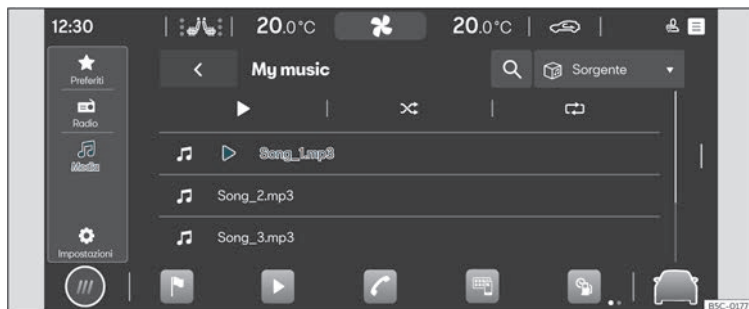 12:30 20.0°C 20.0°C
Preferiti
My music
Sorgente
Radio
Media
Song_1.mp3
Song_2.mp3
Song_3.mp3
Impostazioni
BSC-0177